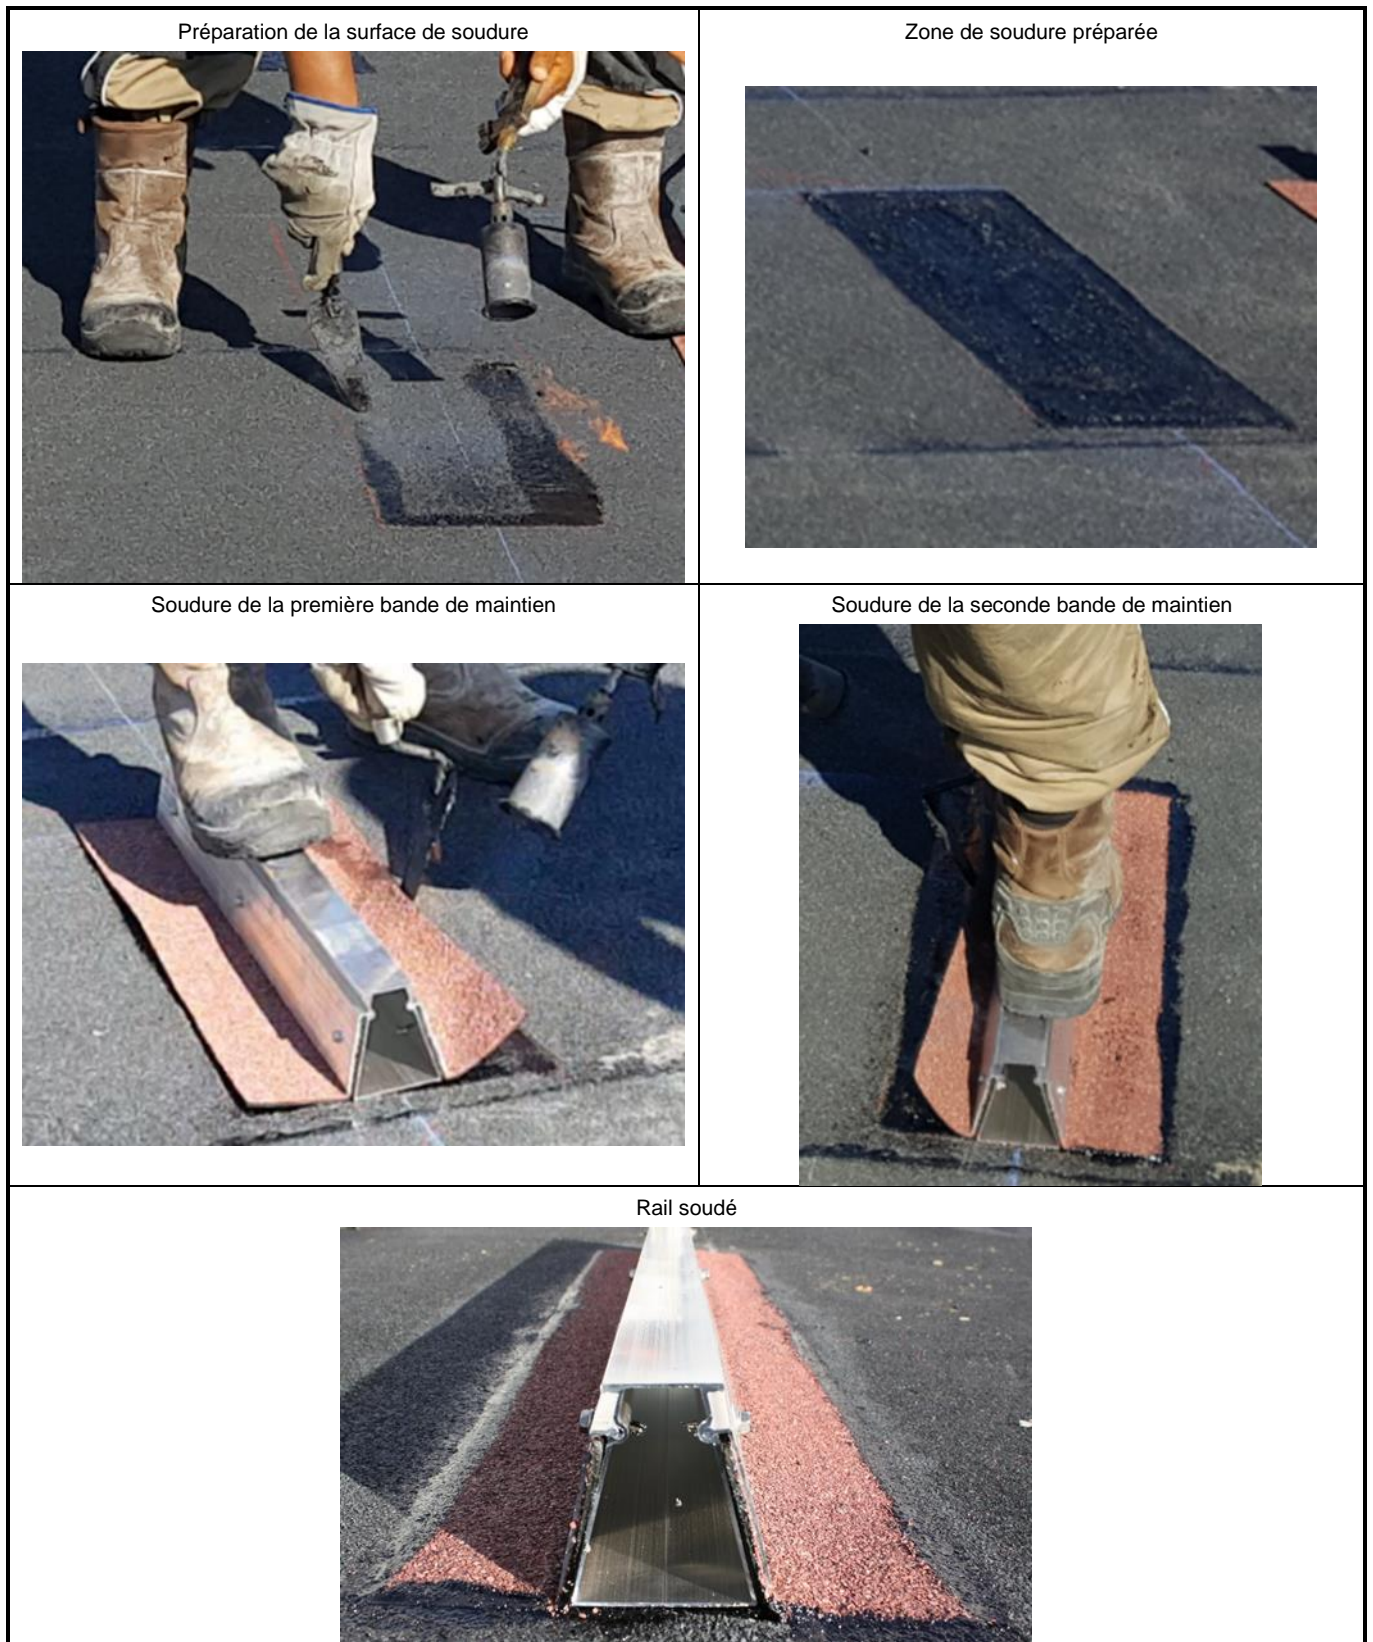 Préparation de la surface de soudure
Zone de soudure préparée
Soudure de la première bande de maintien
Soudure de la seconde bande de maintien
Rail soudé